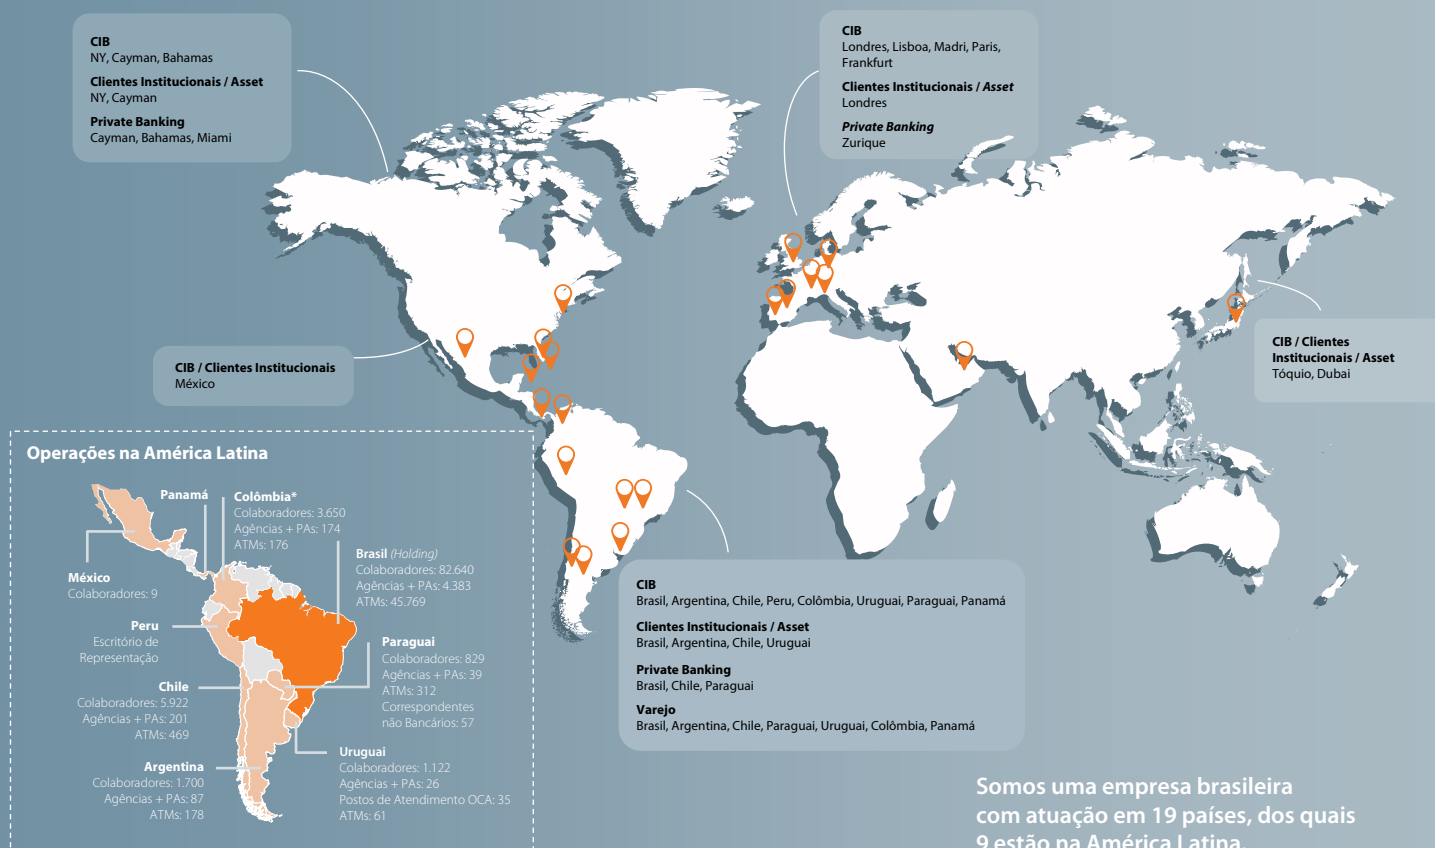 CIB
NY, Cayman, Bahamas
Clientes Institucionais / Asset
NY, Cayman
Private Banking
Cayman, Bahamas, Miami
CIB
Londres, Lisboa, Madri, Paris,
Frankfurt
Clientes Institucionais / Asset
Londres
Private Banking
Zurique
CIB / Clientes Institucionais
México
CIB / Clientes
Institucionais / Asset
Tóquio, Dubai
Operações na América Latina
Panamá
Colômbia*
Colaboradores: 3.650
Agências + PAs: 174
ATMs: 176
Brasil (Holding)
Colaboradores: 82.640
Agências + PAs: 4.383
ATMs: 45.769
México
Colaboradores: 9
Peru
Escritório de
Representação
Paraguai
Colaboradores: 829
Agências + PAs: 39
ATMs: 312
Correspondentes
não Bancários: 57
Chile
Colaboradores: 5.922
Agências + PAs: 201
ATMs: 469
Uruguai
Colaboradores: 1.122
Agências + PAs: 26
Postos de Atendimento OCA: 35
ATMs: 61
Argentina
Colaboradores: 1.700
Agências + PAs: 87
ATMs: 178
CIB
Brasil, Argentina, Chile, Peru, Colômbia, Uruguai, Paraguai, Panamá
Clientes Institucionais / Asset
Brasil, Argentina, Chile, Uruguai
Private Banking
Brasil, Chile, Paraguai
Varejo
Brasil, Argentina, Chile, Paraguai, Uruguai, Colômbia, Panamá
Somos uma empresa brasileira
com atuação em 19 países, dos quais
9 estão na América Latina.